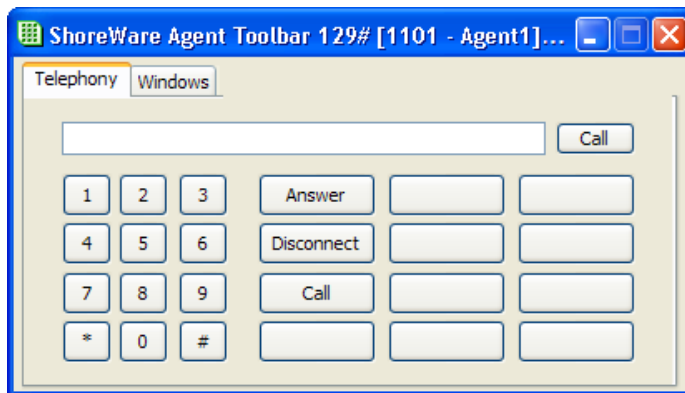 ShoreWare Agent Toolbar 129# [1101 - Agent1]...
Telephony Windows
Call
1 2 3 Answer
4 5 6 Disconnect
7 8 9 Call
* 0 #